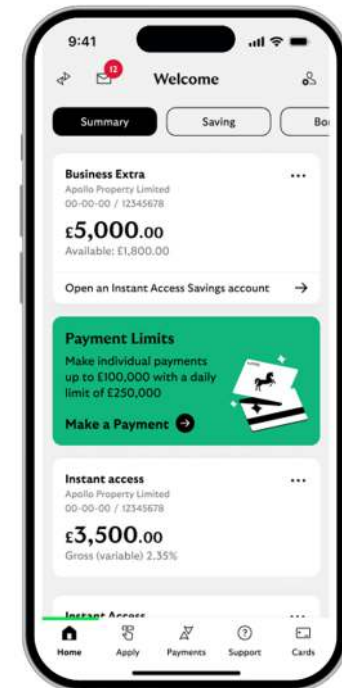 9:41
12
Welcome
Summary
Saving
Business Extra
Apollo Property Limited
00-00-00 / 12345678
£5,000.00
Available: £1,800.00
Open an Instant Access Savings account
Payment Limits
Make individual payments
up to £100,000 with a daily
limit of £250,000
Make a Payment
Instant access
Apollo Property Limited
00-00-00 / 12345678
£3,500.00
Gross (variable) 2.35%
Instant Access
Home
Apply
Payments
Support
Cards